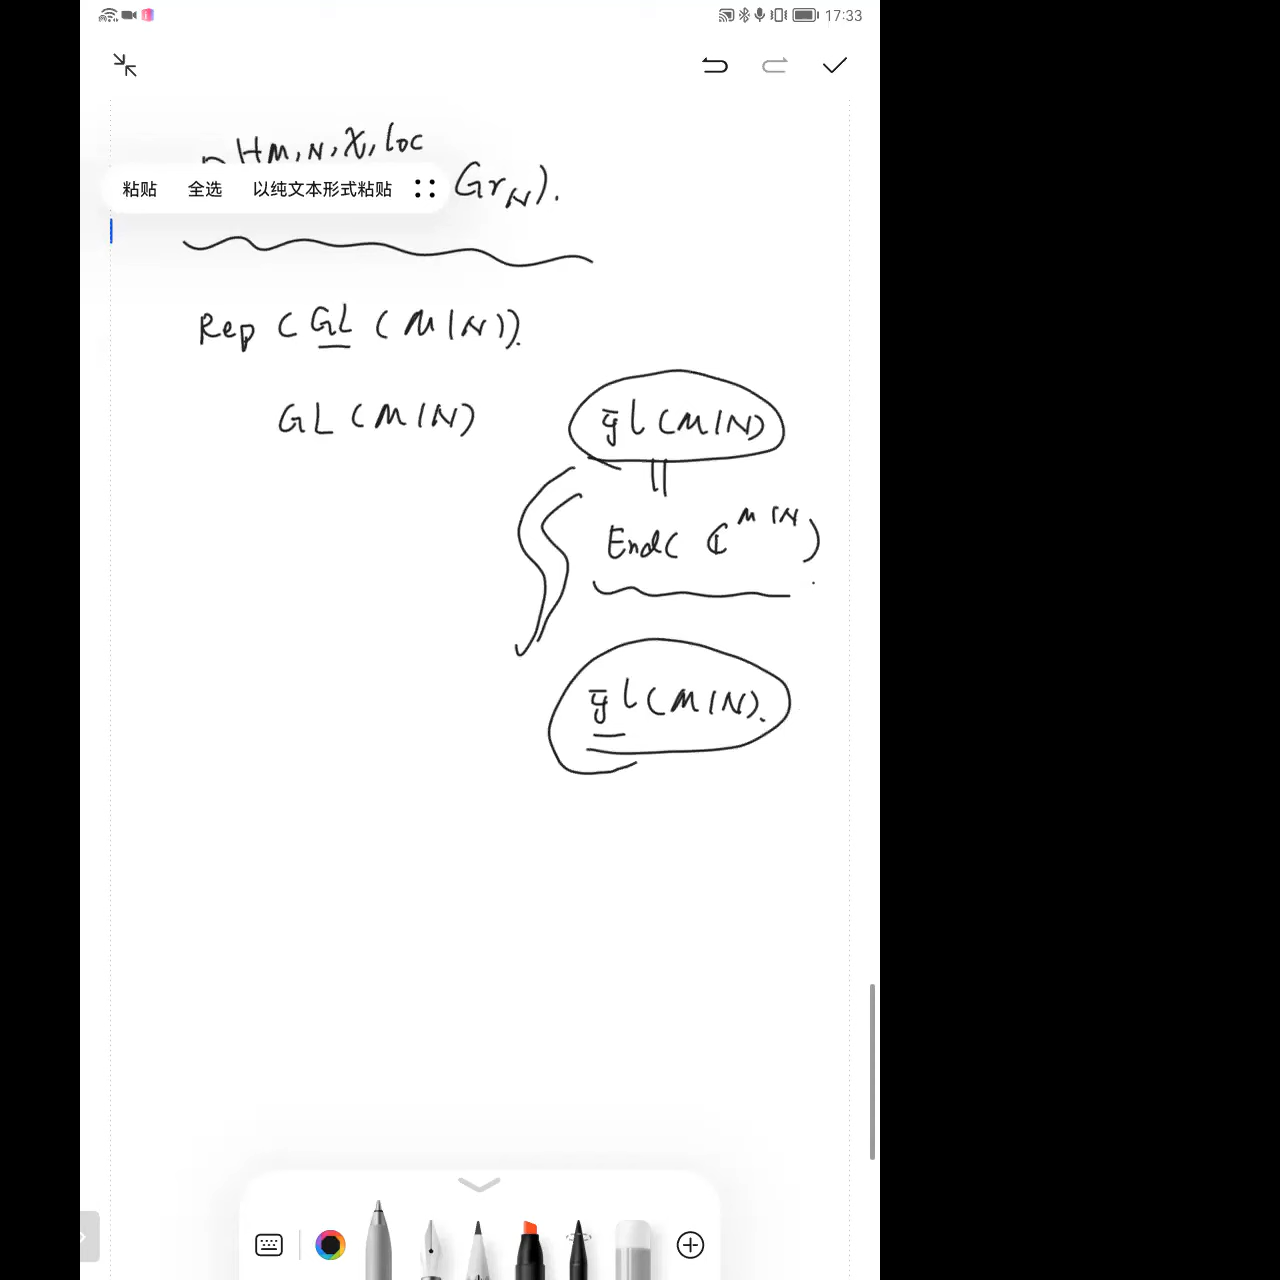 17:33
H M, N, χ, loc
粘贴 全选 以纯文本形式粘贴 Gr_N).
Rep ( GL ( M | N )).
GL ( M | N )
gl ( M | N )
||
End( ℂ^{M|N} )
gl ( M | N ).